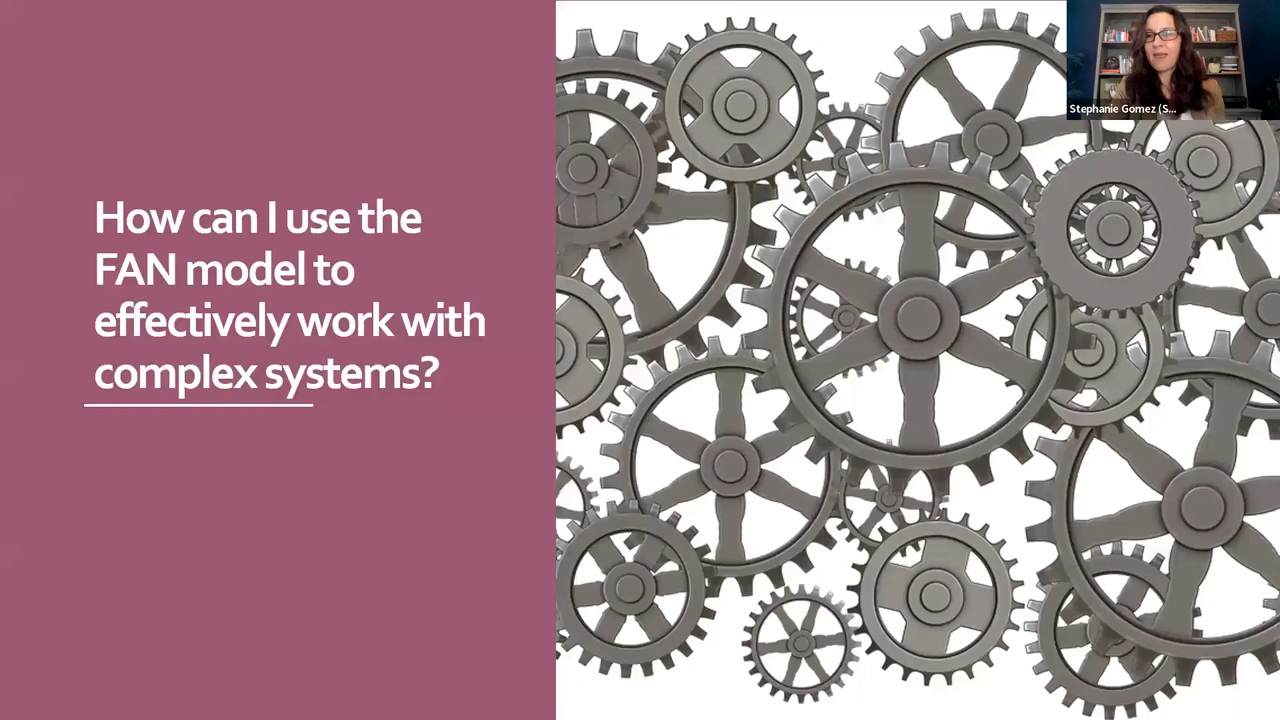 How can I use the
FAN model to
effectively work with
complex systems?
Stephanie Gomez (S...